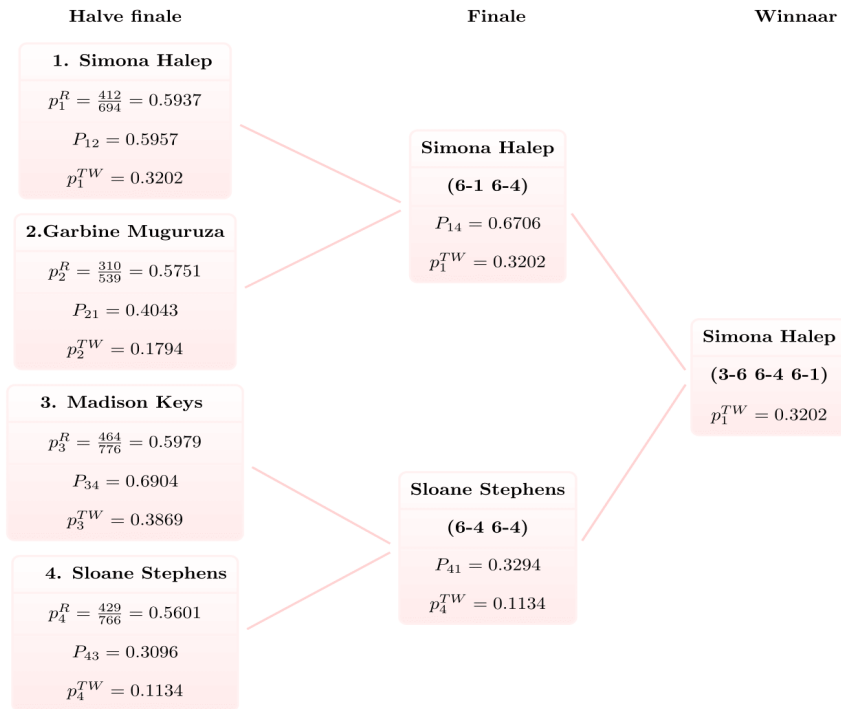 Halve finale
Finale
Winnaar
1. Simona Halep
p_1^R = 412/694 = 0.5937
P_12 = 0.5957
p_1^TW = 0.3202
2.Garbine Muguruza
p_2^R = 310/539 = 0.5751
P_21 = 0.4043
p_2^TW = 0.1794
3. Madison Keys
p_3^R = 464/776 = 0.5979
P_34 = 0.6904
p_3^TW = 0.3869
4. Sloane Stephens
p_4^R = 429/766 = 0.5601
P_43 = 0.3096
p_4^TW = 0.1134
Simona Halep
(6-1 6-4)
P_14 = 0.6706
p_1^TW = 0.3202
Sloane Stephens
(6-4 6-4)
P_41 = 0.3294
p_4^TW = 0.1134
Simona Halep
(3-6 6-4 6-1)
p_1^TW = 0.3202